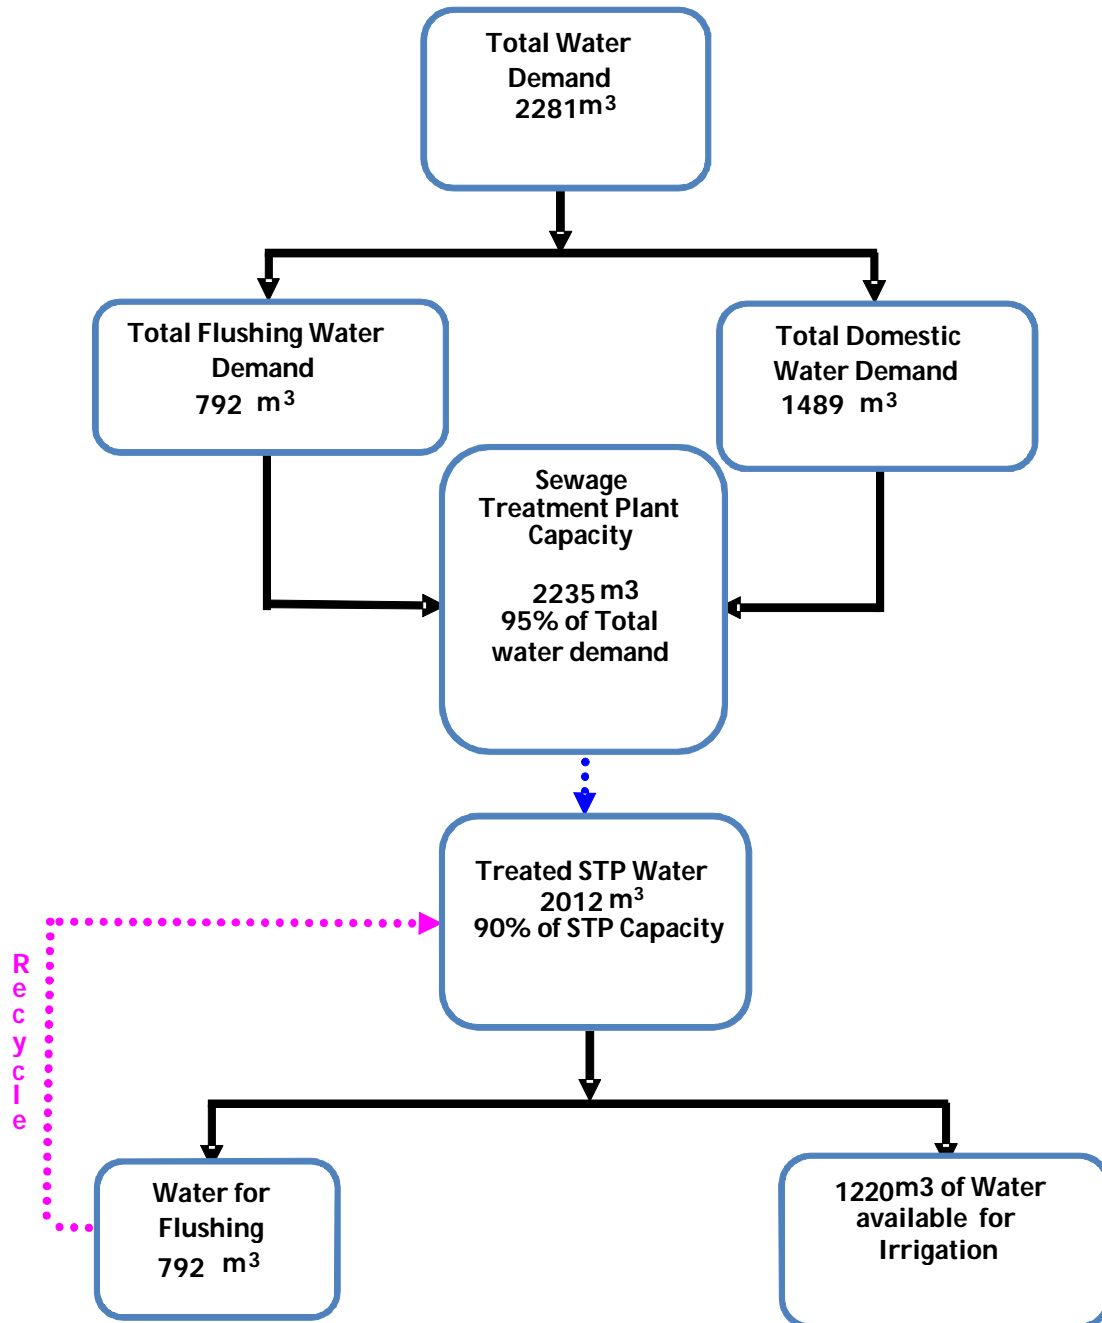 Total Water
Demand
2281m³
Total Flushing Water
Demand
792 m³
Total Domestic
Water Demand
1489 m³
Sewage
Treatment Plant
Capacity
2235 m3
95% of Total
water demand
Treated STP Water
2012 m³
90% of STP Capacity
Recycle
Water for
Flushing
792 m³
1220m3 of Water
available for
Irrigation